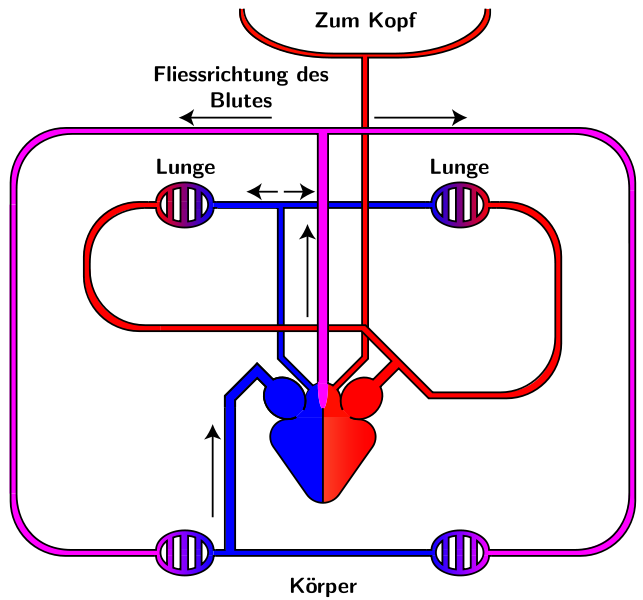 Zum Kopf
Fliessrichtung des
Blutes
Lunge
Lunge
Körper